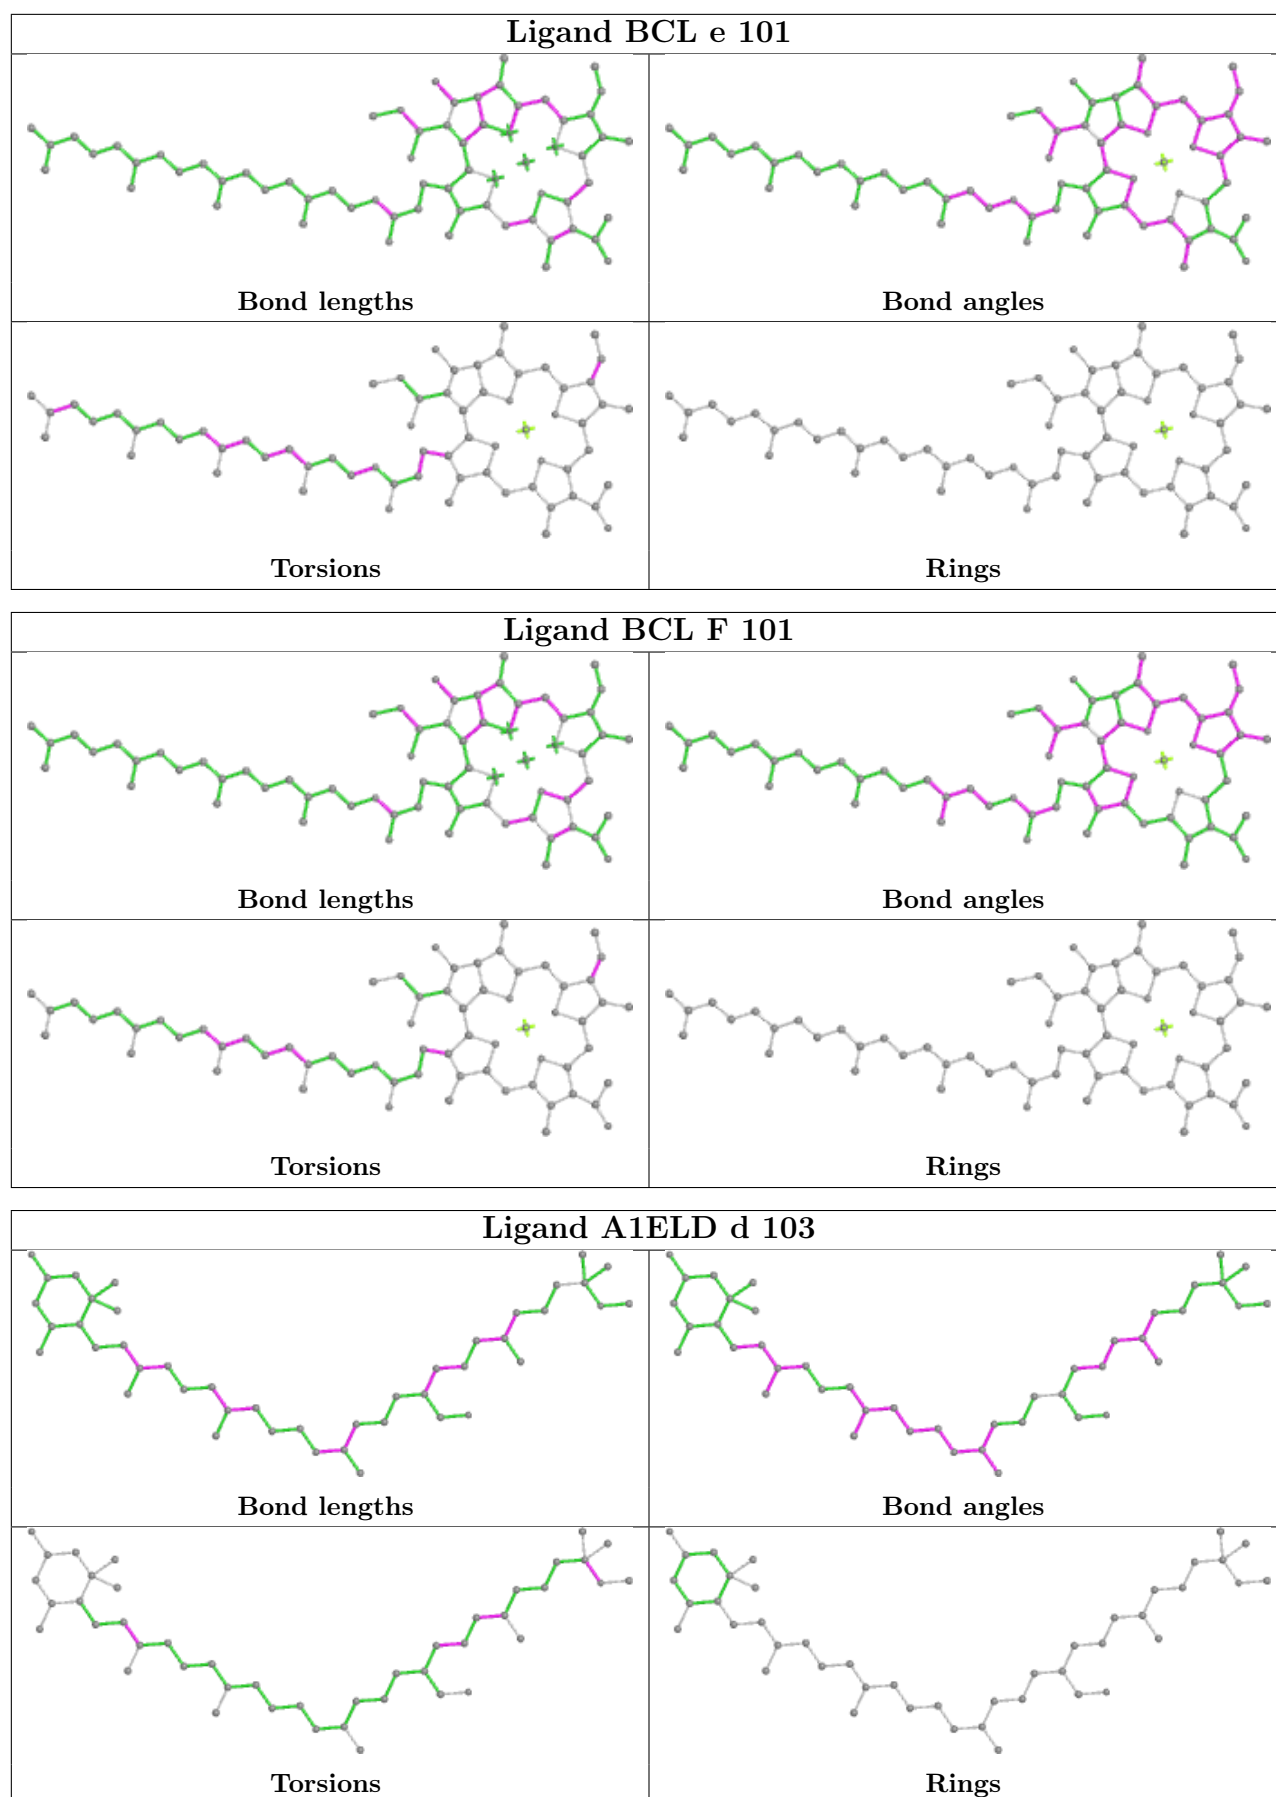 Ligand BCL e 101
Bond lengths
Bond angles
Torsions
Rings
Ligand BCL F 101
Bond lengths
Bond angles
Torsions
Rings
Ligand A1ELD d 103
Bond lengths
Bond angles
Torsions
Rings